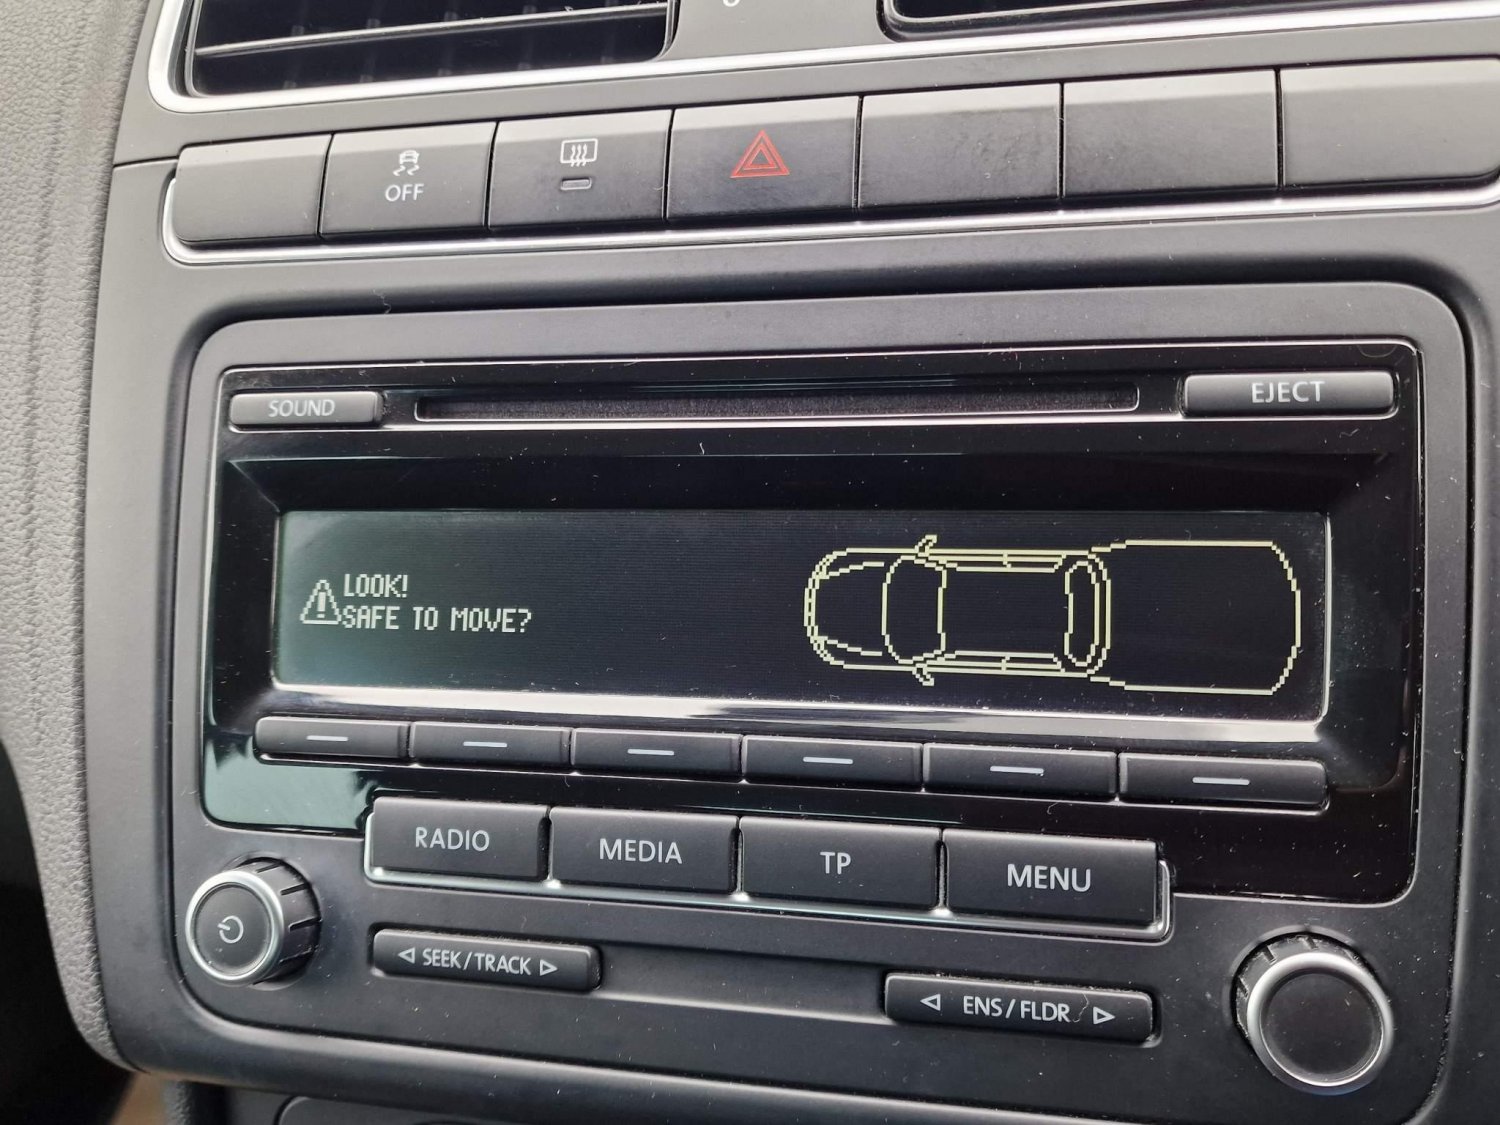 OFF
SOUND
EJECT
LOOK!
SAFE TO MOVE?
RADIO
MEDIA
TP
MENU
SEEK/TRACK
ENS/FLDR